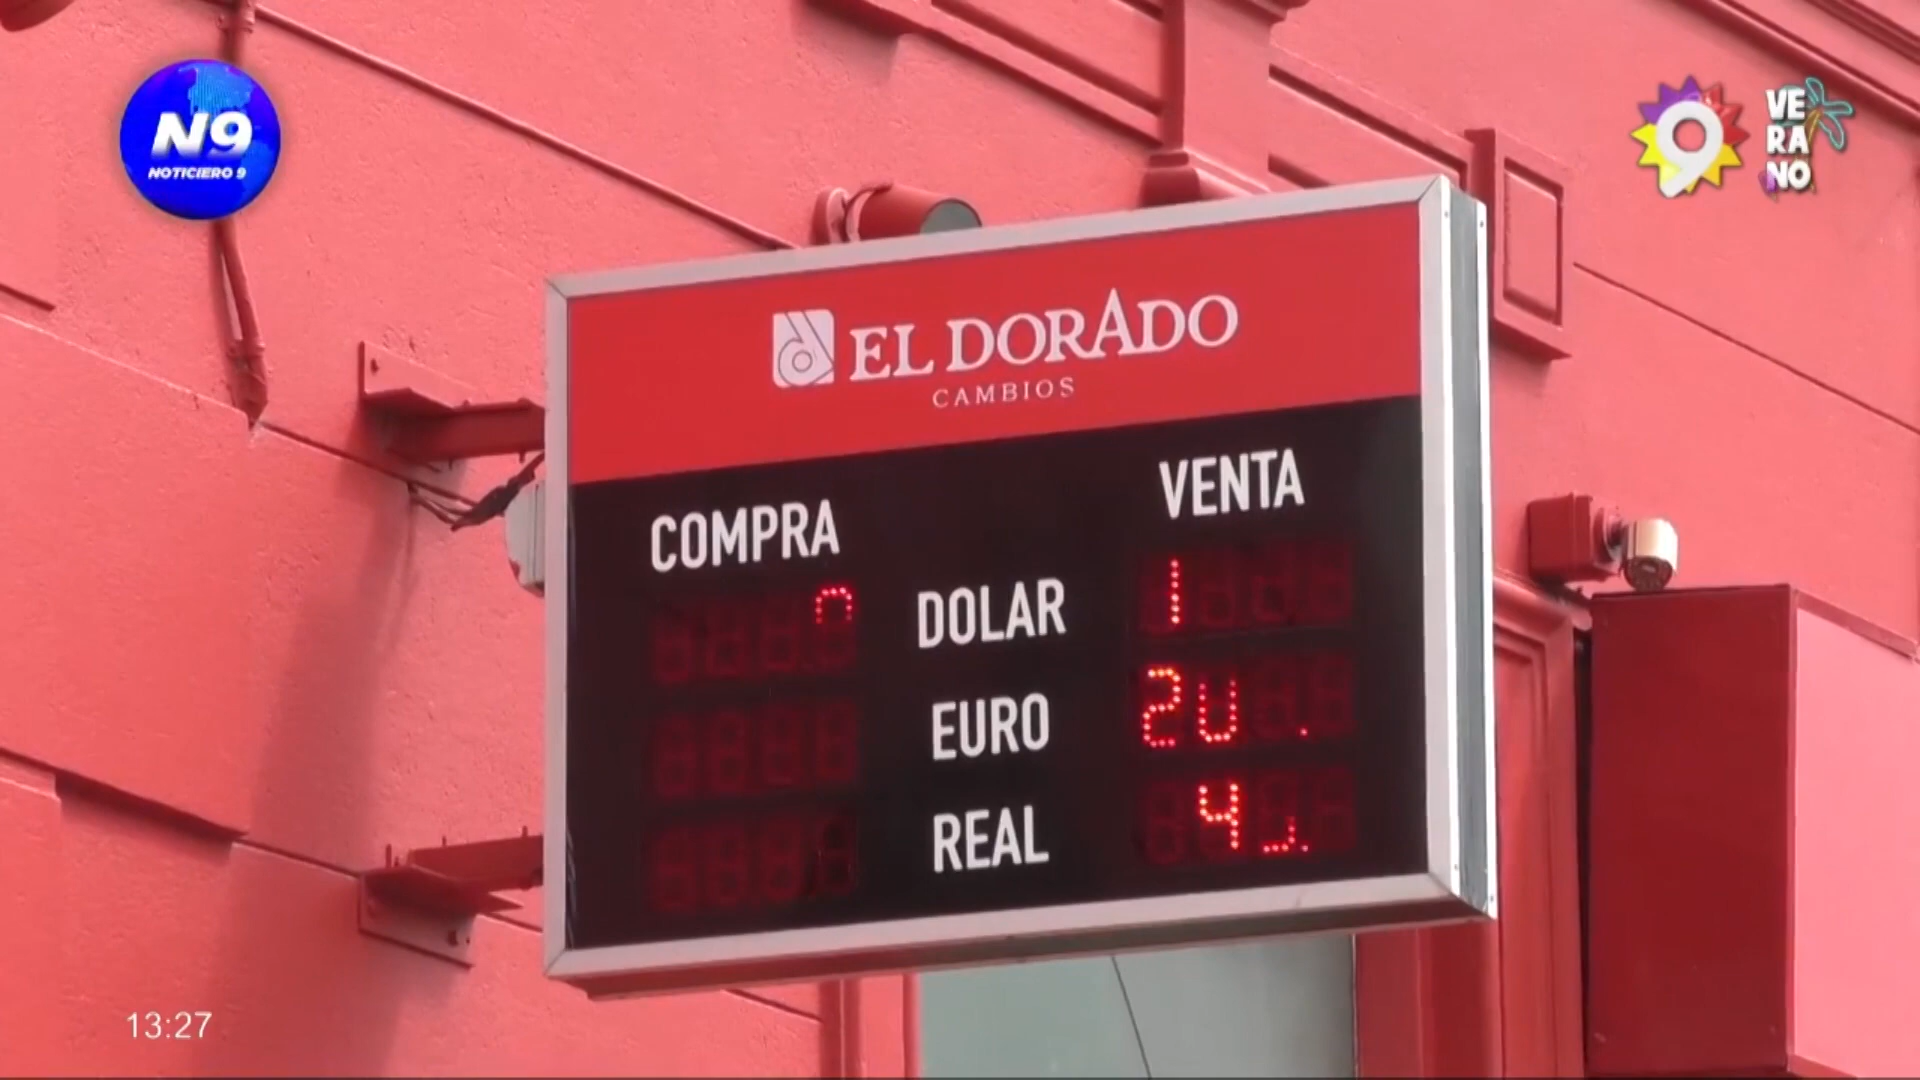 N9
NOTICIERO 9
9
VE
RA
NO
EL DORADO
CAMBIOS
COMPRA
VENTA
DOLAR
EURO
REAL
13:27